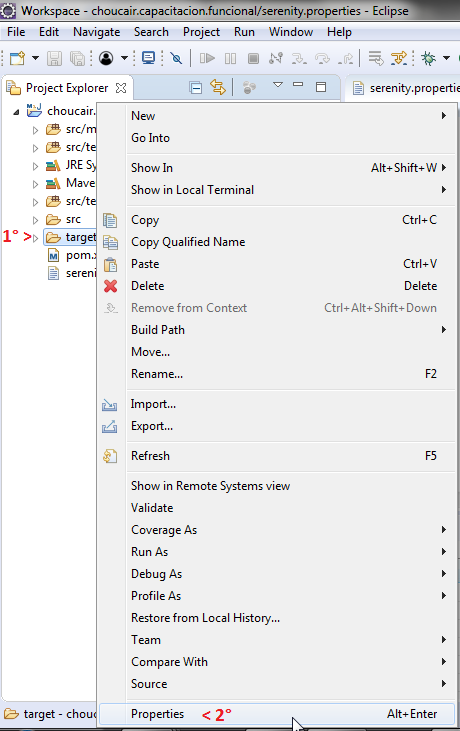 Workspace - choucair.capacitacion.funcional/serenity.properties - Eclipse
File Edit Navigate Search Project Run Window Help
Project Explorer
serenity.propertie
choucair.
src/m
src/te
JRE Sy
Mave
src/te
src
1° > target
pom.x
sereni
New
Go Into
Show In Alt+Shift+W
Show in Local Terminal
Copy Ctrl+C
Copy Qualified Name
Paste Ctrl+V
Delete Delete
Remove from Context Ctrl+Alt+Shift+Down
Build Path
Move...
Rename... F2
Import...
Export...
Refresh F5
Show in Remote Systems view
Validate
Coverage As
Run As
Debug As
Profile As
Restore from Local History...
Team
Compare With
Source
Properties < 2° Alt+Enter
target - chou